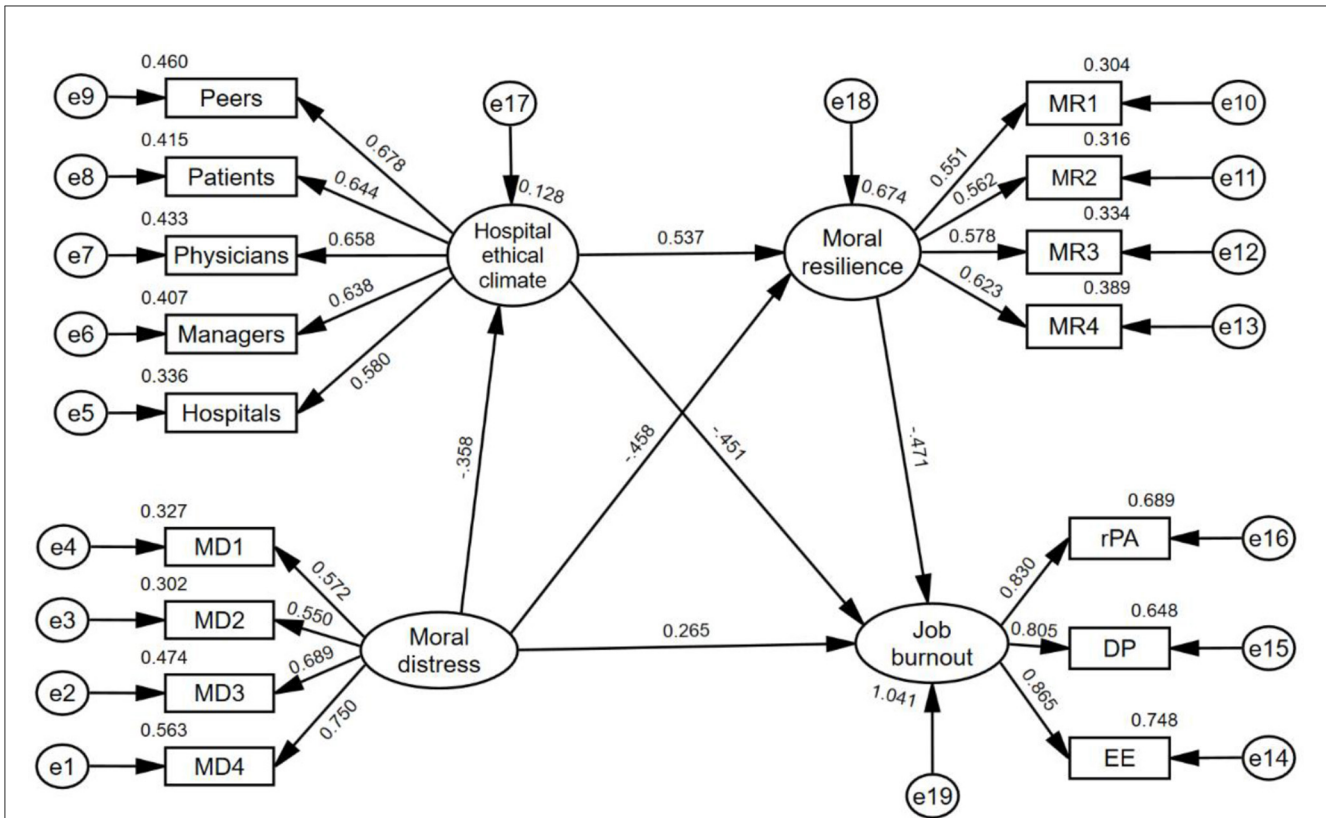 0.460
e9
Peers
0.678
0.415
e8
Patients
0.644
0.433
e7
Physicians
0.658
0.407
e6
Managers
0.638
0.336
e5
Hospitals
0.580
e17
0.128
Hospital
ethical
climate
0.537
e18
0.674
Moral
resilience
0.304
MR1
e10
0.551
0.316
MR2
e11
0.562
0.334
MR3
e12
0.578
0.389
MR4
e13
0.623
-.358
-.458
-.451
-.471
0.327
e4
MD1
0.572
0.302
e3
MD2
0.550
0.474
e2
MD3
0.689
0.563
e1
MD4
0.750
Moral
distress
0.265
Job
burnout
1.041
e19
0.689
rPA
e16
0.830
0.648
DP
e15
0.805
0.748
EE
e14
0.865